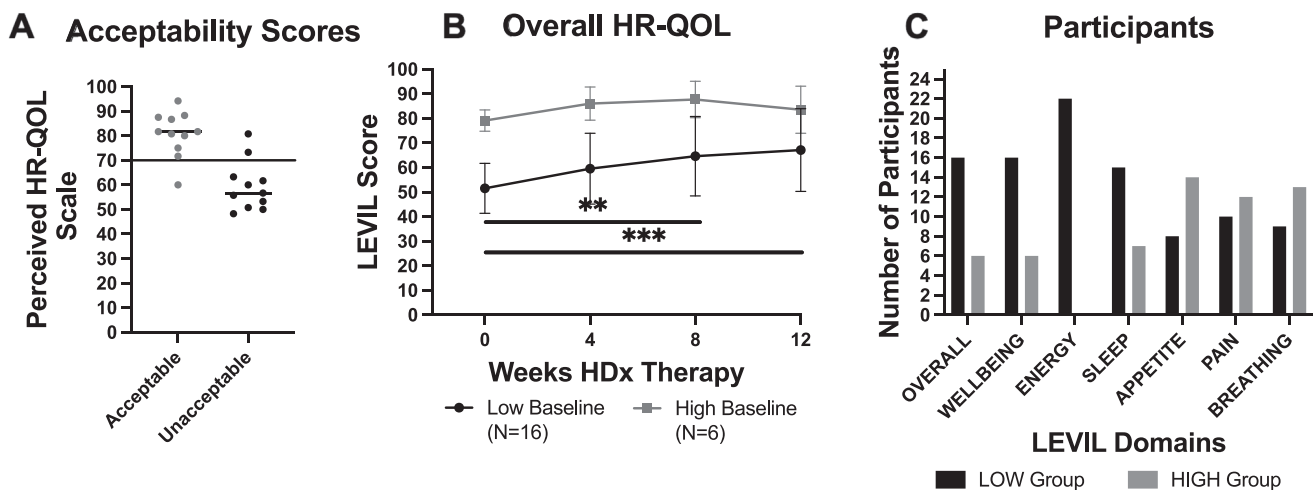 A Acceptability Scores
Perceived HR-QOL
Scale
100
90
80
70
60
50
40
30
20
10
0
Acceptable
Unacceptable
B Overall HR-QOL
LEVIL Score
100
90
80
70
60
50
40
30
20
10
0
**
***
0 4 8 12
Weeks HDx Therapy
Low Baseline
(N=16)
High Baseline
(N=6)
C Participants
Number of Participants
24
22
20
18
16
14
12
10
8
6
4
2
0
OVERALL
WELLBEING
ENERGY
SLEEP
APPETITE
PAIN
BREATHING
LEVIL Domains
LOW Group HIGH Group